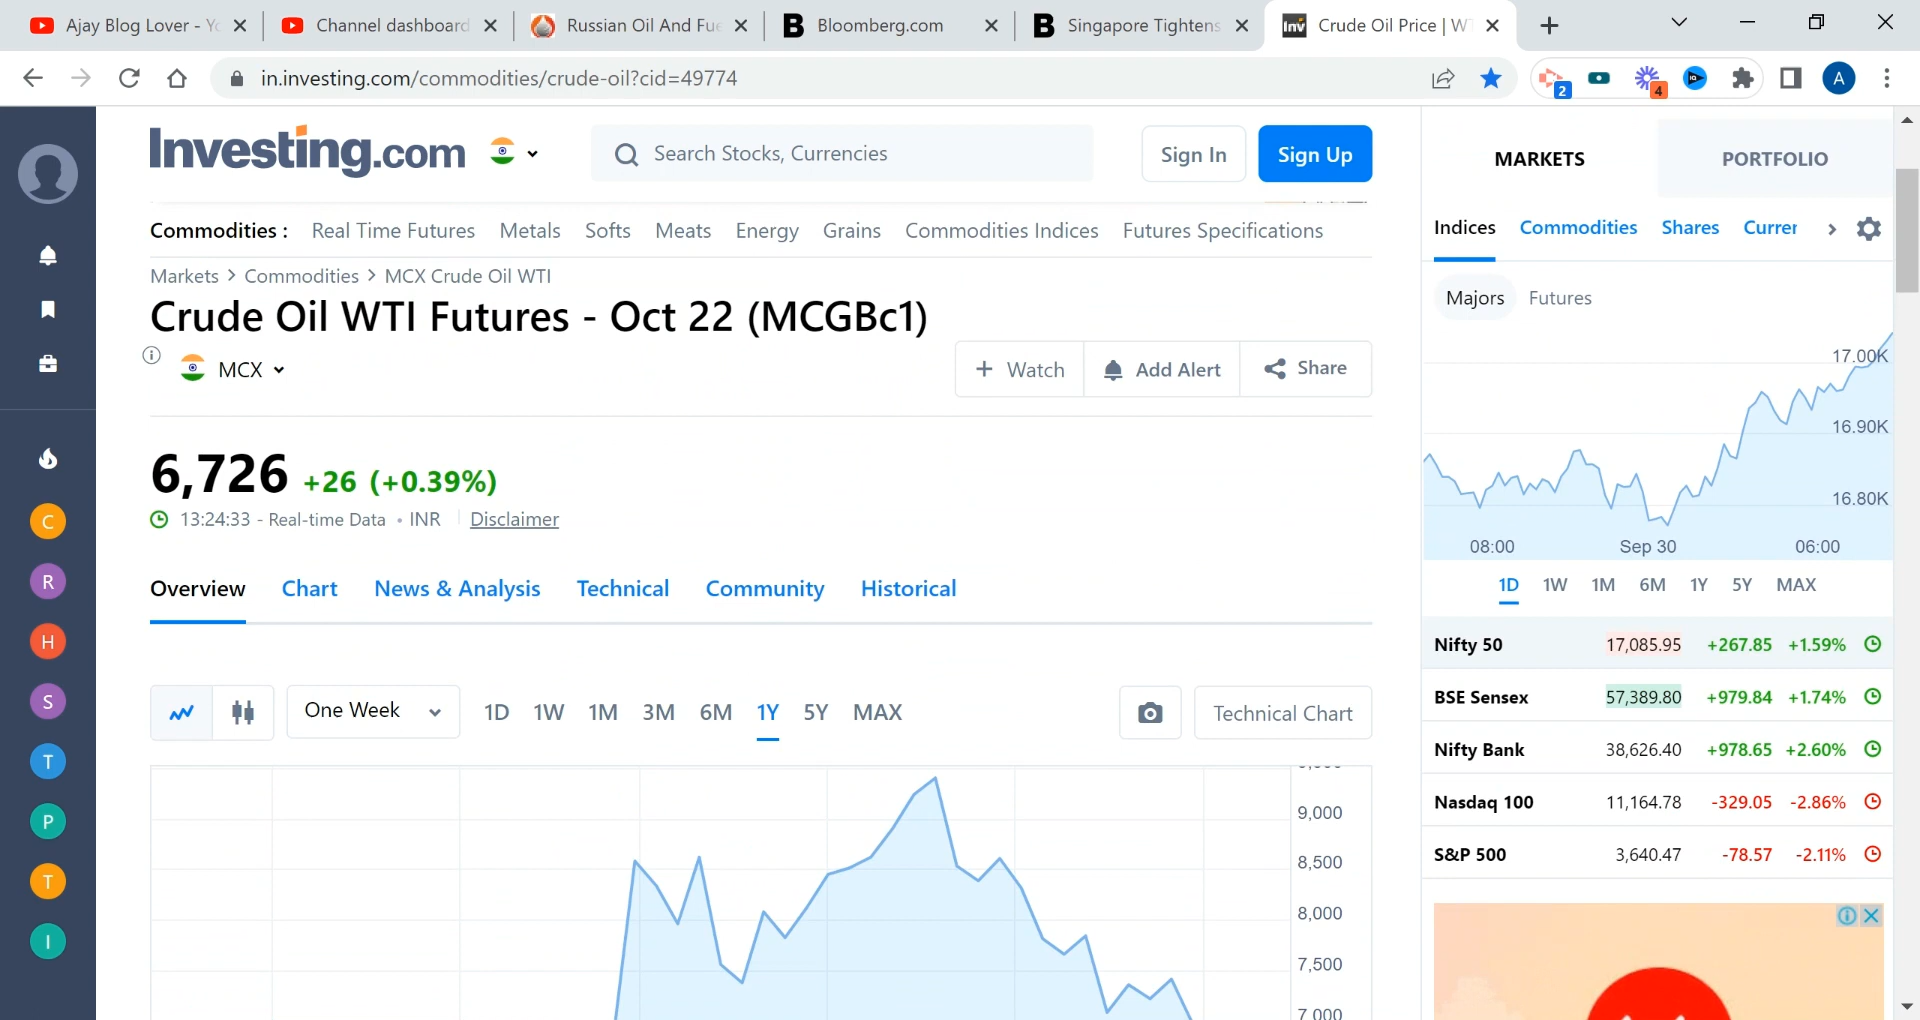 Ajay Blog Lover - Yo
Channel dashboard
Russian Oil And Fue
Bloomberg.com
Singapore Tightens
Crude Oil Price | WT
in.investing.com/commodities/crude-oil?cid=49774
2
4
A
Investing.com
Search Stocks, Currencies
Sign In
Sign Up
MARKETS
PORTFOLIO
Commodities :
Real Time Futures
Metals
Softs
Meats
Energy
Grains
Commodities Indices
Futures Specifications
Indices
Commodities
Shares
Curren
Markets > Commodities > MCX Crude Oil WTI
Crude Oil WTI Futures - Oct 22 (MCGBc1)
MCX
+ Watch
Add Alert
Share
Majors
Futures
17.00K
16.90K
16.80K
08:00
Sep 30
06:00
6,726 +26 (+0.39%)
13:24:33 - Real-time Data • INR
Disclaimer
Overview
Chart
News & Analysis
Technical
Community
Historical
1D
1W
1M
6M
1Y
5Y
MAX
One Week
1D
1W
1M
3M
6M
1Y
5Y
MAX
Technical Chart
Nifty 50 17,085.95 +267.85 +1.59%
BSE Sensex 57,389.80 +979.84 +1.74%
Nifty Bank 38,626.40 +978.65 +2.60%
Nasdaq 100 11,164.78 -329.05 -2.86%
S&P 500 3,640.47 -78.57 -2.11%
9,000
8,500
8,000
7,500
7,000
C
R
H
S
T
P
T
I